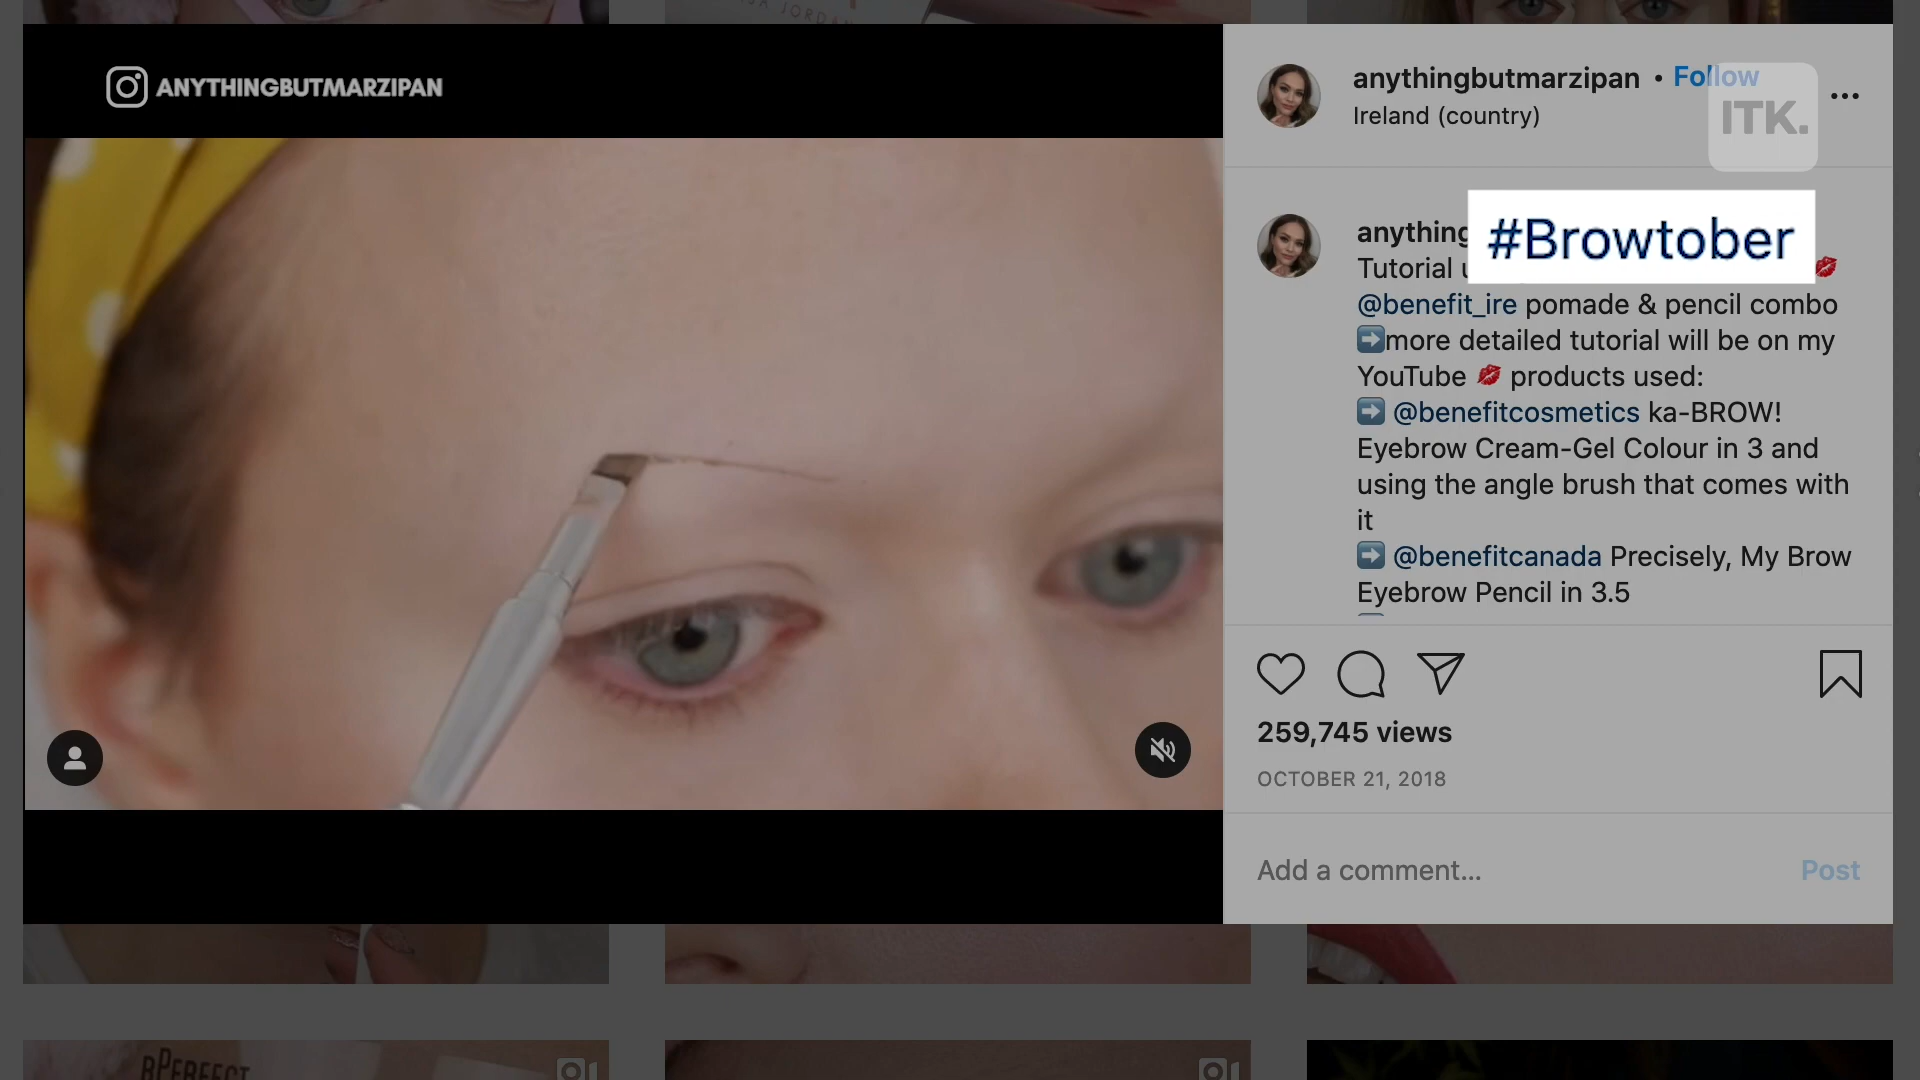 ANYTHINGBUTMARZIPAN
anythingbutmarzipan • Follow
Ireland (country)
ITK.
#Browtober
anything
Tutorial
@benefit_ire pomade & pencil combo
➡️more detailed tutorial will be on my
YouTube 💋 products used:
➡️ @benefitcosmetics ka-BROW!
Eyebrow Cream-Gel Colour in 3 and
using the angle brush that comes with
it
➡️ @benefitcanada Precisely, My Brow
Eyebrow Pencil in 3.5
259,745 views
OCTOBER 21, 2018
Add a comment...
Post
BPERFECT